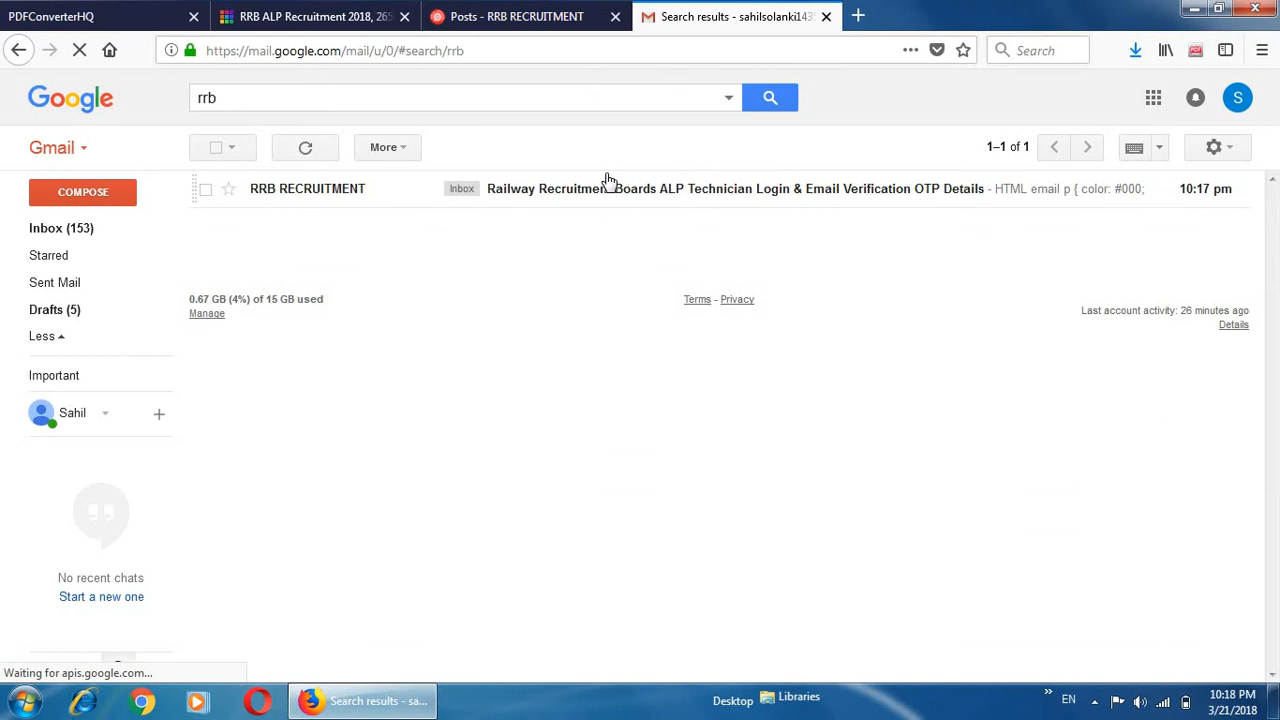 PDFConverterHQ
RRB ALP Recruitment 2018, 265
Posts - RRB RECRUITMENT
Search results - sahilsolanki143
https://mail.google.com/mail/u/0/#search/rrb
Search
Google
rrb
S
Gmail
More
1–1 of 1
COMPOSE
RRB RECRUITMENT
Inbox
Railway Recruitment Boards ALP Technician Login & Email Verification OTP Details - HTML email p { color: #000;
10:17 pm
Inbox (153)
Starred
Sent Mail
Drafts (5)
Less
Important
Sahil
0.67 GB (4%) of 15 GB used
Manage
Terms - Privacy
Last account activity: 26 minutes ago
Details
No recent chats
Start a new one
Waiting for apis.google.com...
Search results - sa...
Desktop
Libraries
EN
10:18 PM
3/21/2018